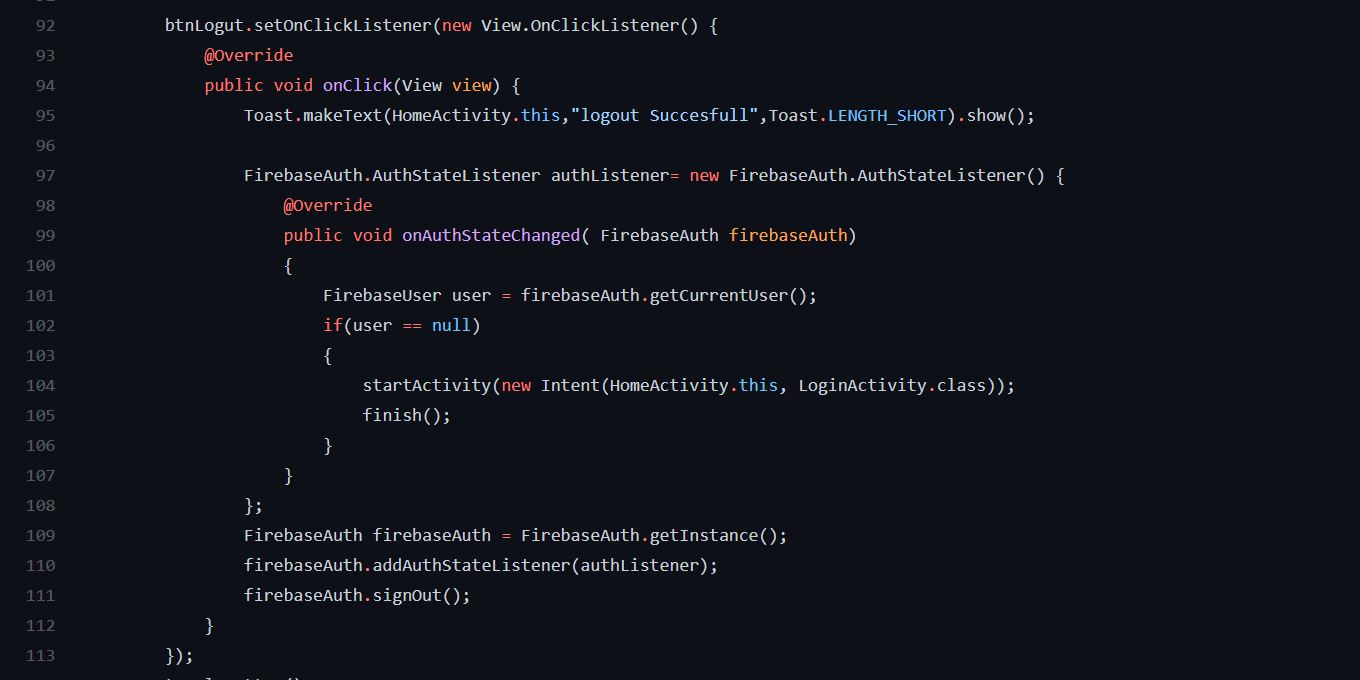 92 btnLogut.setOnClickListener(new View.OnClickListener() {
93 @Override
94 public void onClick(View view) {
95 Toast.makeText(HomeActivity.this,"logout Succesfull",Toast.LENGTH_SHORT).show();
96
97 FirebaseAuth.AuthStateListener authListener= new FirebaseAuth.AuthStateListener() {
98 @Override
99 public void onAuthStateChanged( FirebaseAuth firebaseAuth)
100 {
101 FirebaseUser user = firebaseAuth.getCurrentUser();
102 if(user == null)
103 {
104 startActivity(new Intent(HomeActivity.this, LoginActivity.class));
105 finish();
106 }
107 }
108 };
109 FirebaseAuth firebaseAuth = FirebaseAuth.getInstance();
110 firebaseAuth.addAuthStateListener(authListener);
111 firebaseAuth.signOut();
112 }
113 });